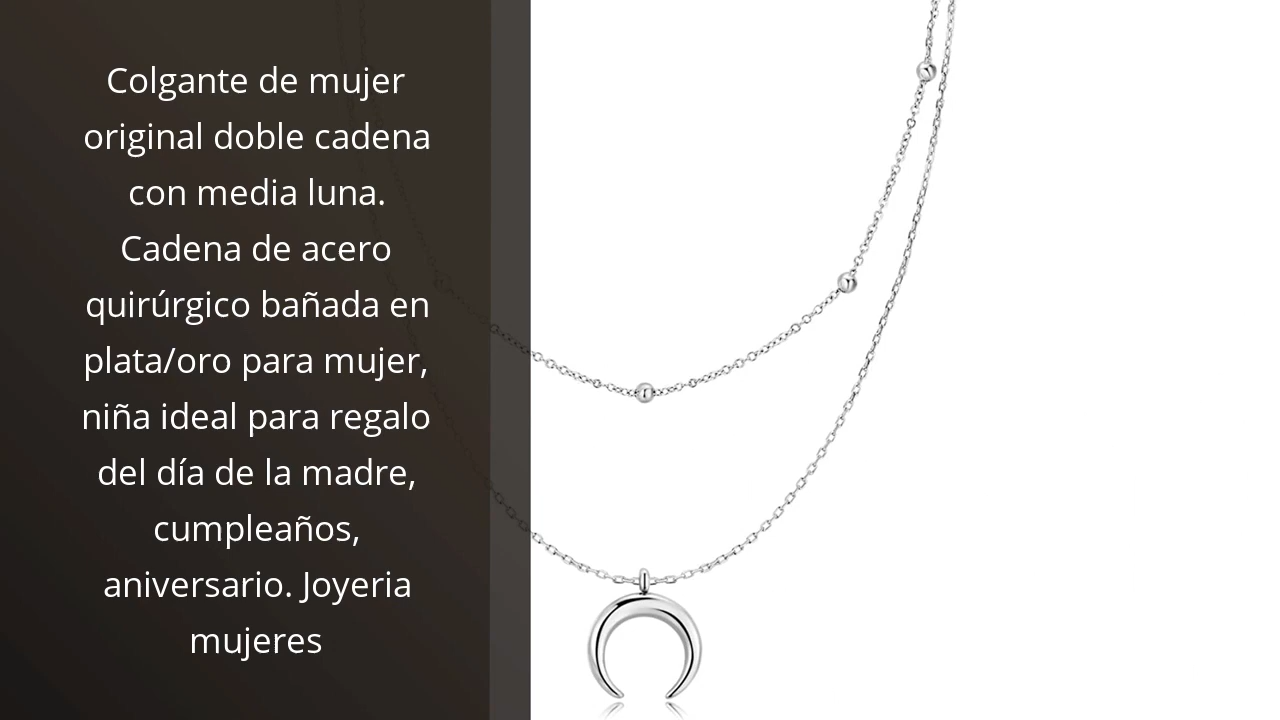 Colgante de mujer
original doble cadena
con media luna.
Cadena de acero
quirúrgico bañada en
plata/oro para mujer,
niña ideal para regalo
del día de la madre,
cumpleaños,
aniversario. Joyeria
mujeres